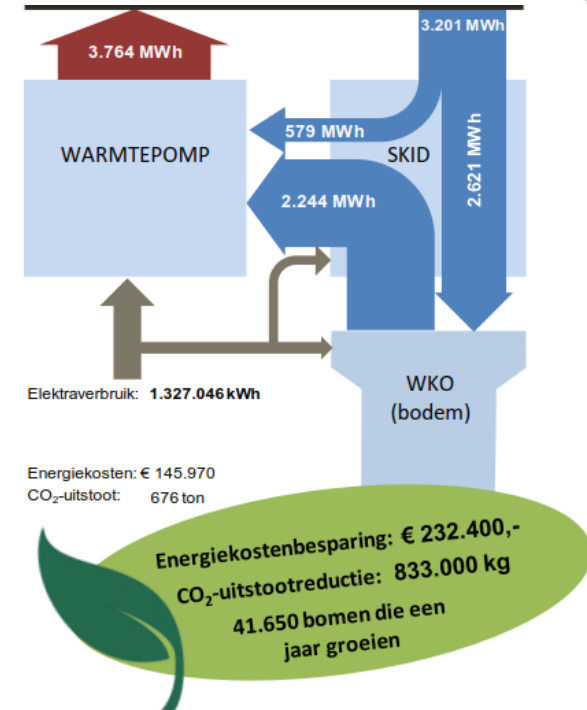 3.764 MWh
3.201 MWh
WARMTEPOMP
579 MWh
SKID
2.621 MWh
2.244 MWh
WKO
(bodem)
Elektraverbruik: 1.327.046 kWh
Energiekosten: € 145.970
CO₂-uitstoot: 676 ton
Energiekostenbesparing: € 232.400,-
CO₂-uitstootreductie: 833.000 kg
41.650 bomen die een
jaar groeien